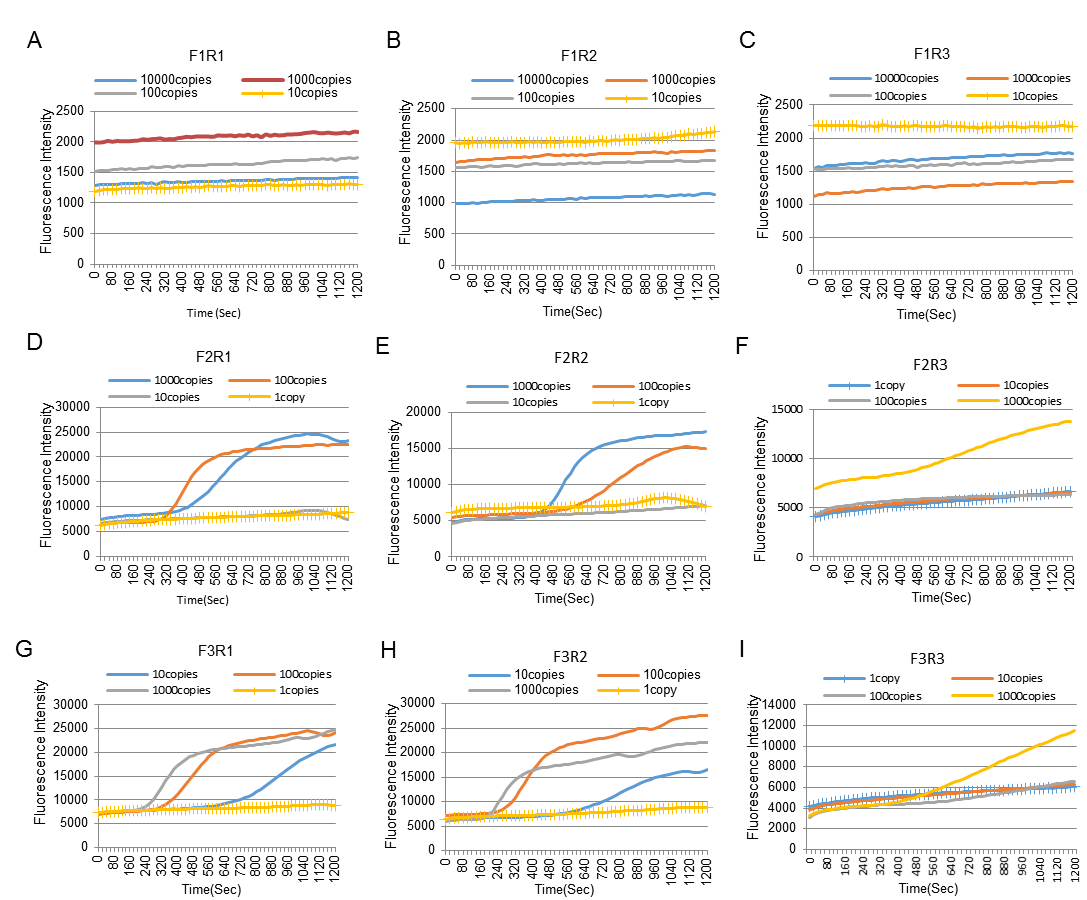 A
F1R1
10000copies
1000copies
100copies
10copies
Fluorescence Intensity
2500
2000
1500
1000
500
0
0 80 160 240 320 400 480 560 640 720 800 880 960 1040 1120 1200
Time (Sec)
B
F1R2
10000copies
1000copies
100copies
10copies
Fluorescence Intensity
2500
2000
1500
1000
500
0
0 80 160 240 320 400 480 560 640 720 800 880 960 1040 1120 1200
Time(Sec)
C
F1R3
10000copies
1000copies
100copies
10copies
Fluorescence Intensity
2500
2000
1500
1000
500
0
0 80 160 240 320 400 480 560 640 720 800 880 960 1040 1120 1200
Time(Sec)
D
F2R1
1000copies
100copies
10copies
1copy
Fluorescence Intensity
30000
25000
20000
15000
10000
5000
0
0 80 160 240 320 400 480 560 640 720 800 880 960 1040 1120 1200
Time(Sec)
E
F2R2
1000copies
100copies
10copies
1copy
Fluorescence Intensity
20000
15000
10000
5000
0
0 80 160 240 320 400 480 560 640 720 800 880 960 1040 1120 1200
Time(Sec)
F
F2R3
1copy
10copies
100copies
1000copies
Fluorescence Intensity
15000
10000
5000
0
0 80 160 240 320 400 480 560 640 720 800 880 960 1040 1120 1200
Time(Sec)
G
F3R1
10copies
100copies
1000copies
1copies
Fluorescence Intensity
30000
25000
20000
15000
10000
5000
0
0 80 160 240 320 400 480 560 640 720 800 880 960 1040 1120 1200
Time(Sec)
H
F3R2
10copies
100copies
1000copies
1copy
Fluorescence Intensity
30000
25000
20000
15000
10000
5000
0
0 80 160 240 320 400 480 560 640 720 800 880 960 1040 1120 1200
Time(Sec)
I
F3R3
1copy
10copies
100copies
1000copies
Fluorescence Intensity
14000
12000
10000
8000
6000
4000
2000
0
0 80 160 240 320 400 480 560 640 720 800 880 960 1040 1120 1200
Time(Sec)